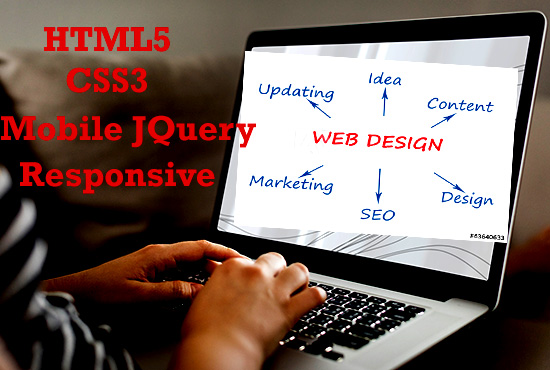 HTML5
CSS3
Mobile JQuery
Responsive
Idea
Updating
Content
WEB DESIGN
Marketing
Design
SEO
#63640633